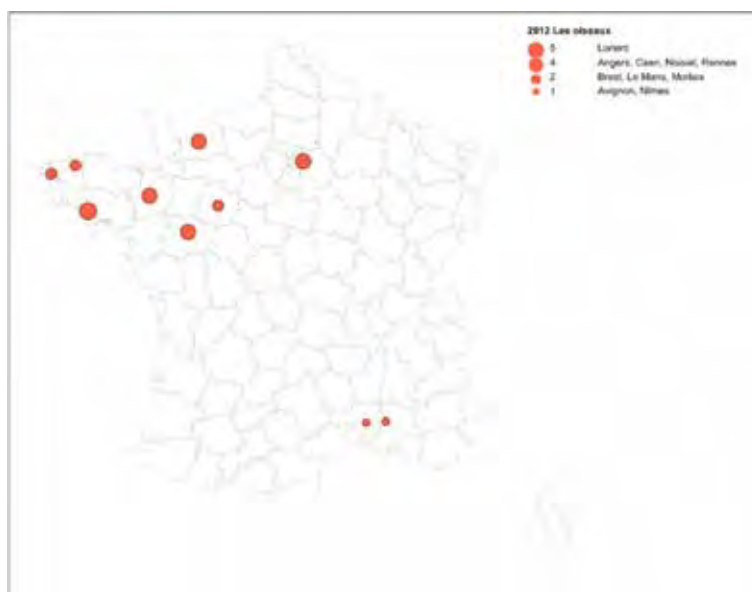 2012 Les oiseaux
5 Lorient
4 Angers, Caen, Noisiel, Rennes
2 Brest, Le Mans, Morlaix
1 Avignon, Nîmes